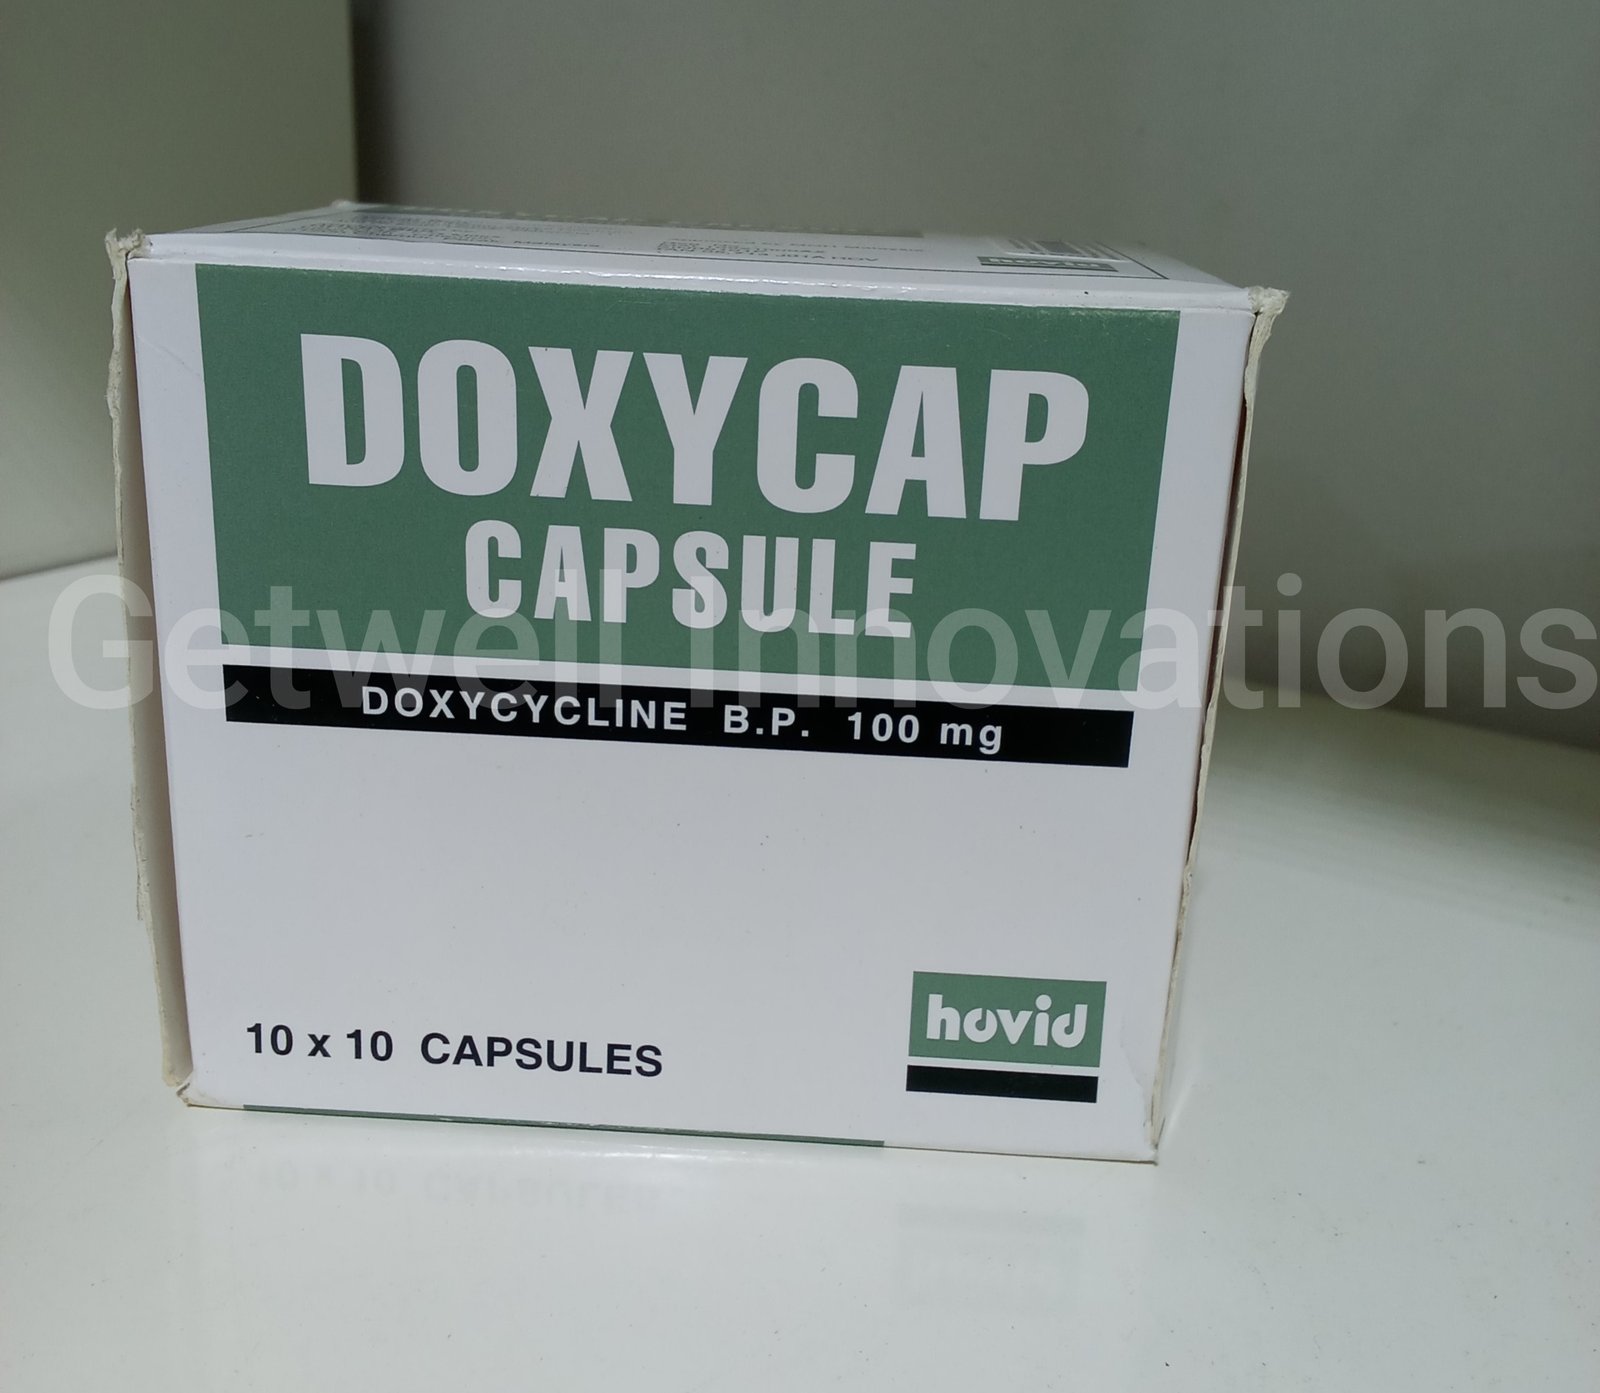 DOXYCAP
CAPSULE
DOXYCYCLINE B.P. 100 mg
10 x 10 CAPSULES
hovid
Getwell Innovations